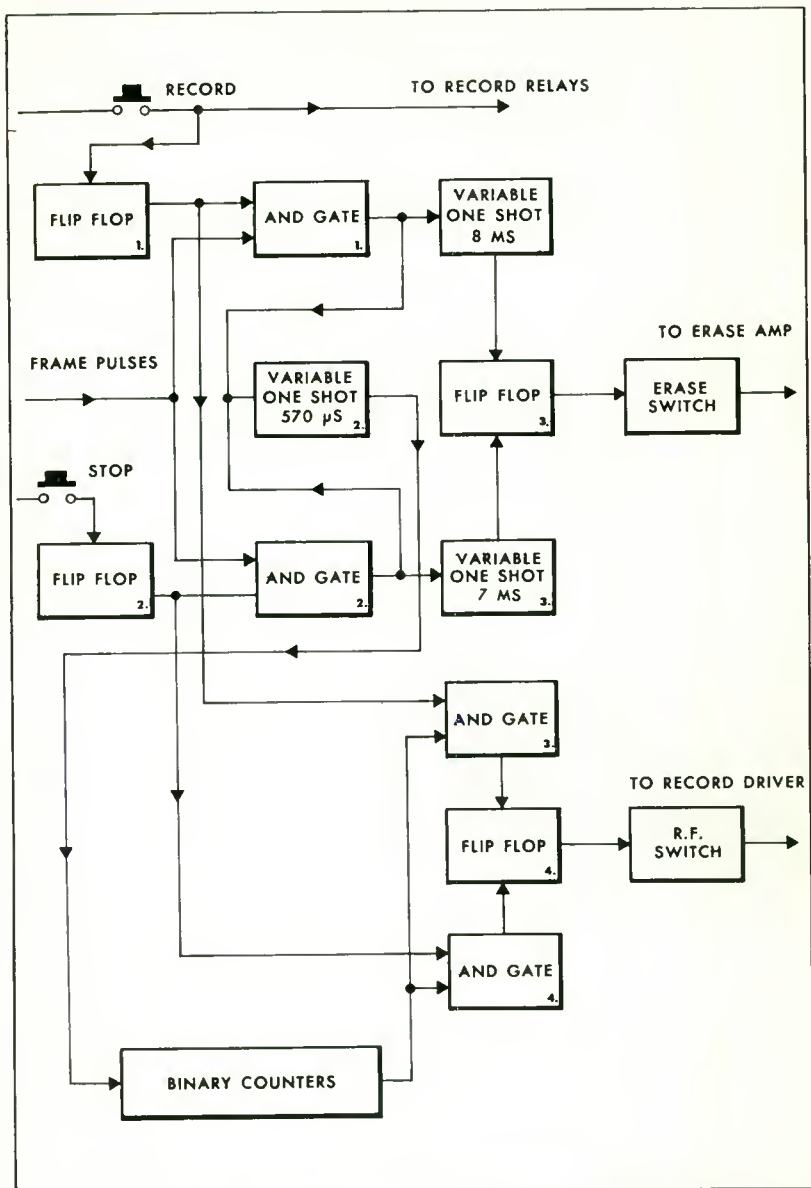 RECORD
TO RECORD RELAYS
FLIP FLOP
1.
AND GATE
1.
VARIABLE
ONE SHOT
8 MS
FRAME PULSES
VARIABLE
ONE SHOT
570 µS
2.
FLIP FLOP
3.
TO ERASE AMP
ERASE
SWITCH
STOP
FLIP FLOP
2.
AND GATE
2.
VARIABLE
ONE SHOT
7 MS
3.
AND GATE
3.
TO RECORD DRIVER
FLIP FLOP
4.
R.F.
SWITCH
AND GATE
4.
BINARY COUNTERS